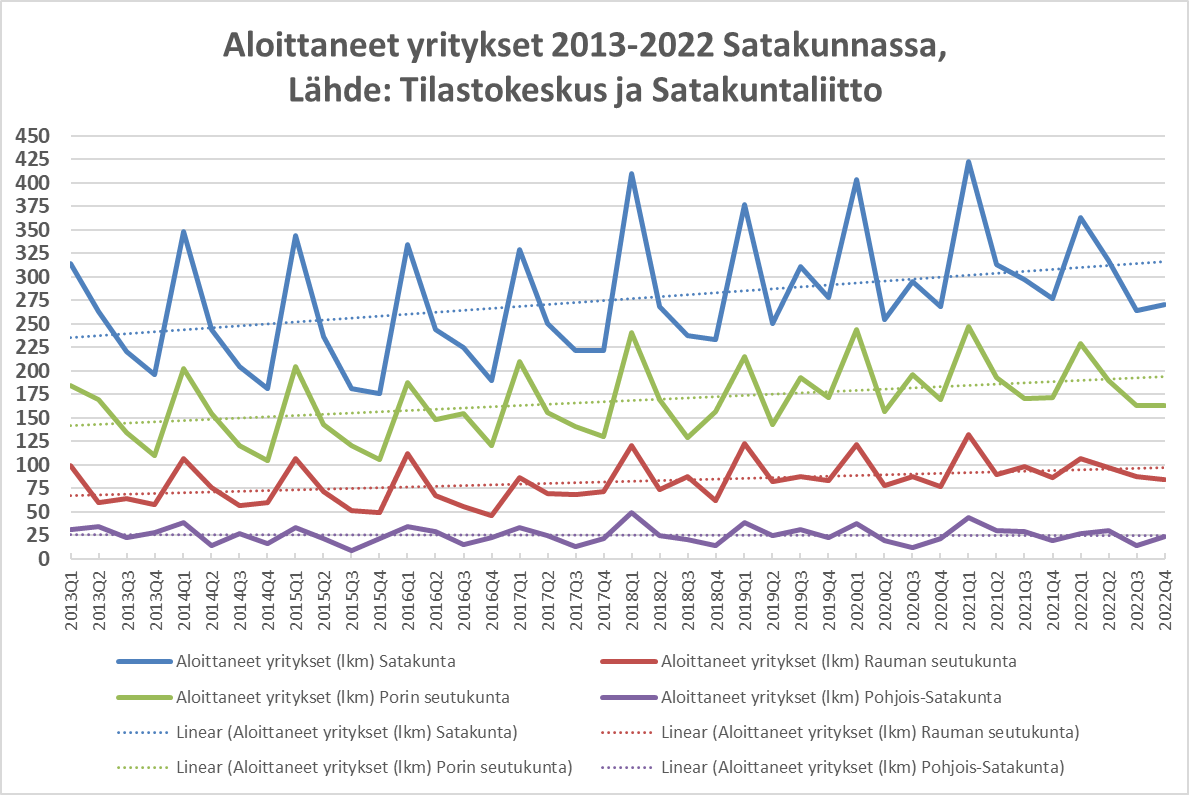 Aloittaneet yritykset 2013-2022 Satakunnassa,
Lähde: Tilastokeskus ja Satakuntaliitto
450
425
400
375
350
325
300
275
250
225
200
175
150
125
100
75
50
25
0
2013Q1
2013Q2
2013Q3
2013Q4
2014Q1
2014Q2
2014Q3
2014Q4
2015Q1
2015Q2
2015Q3
2015Q4
2016Q1
2016Q2
2016Q3
2016Q4
2017Q1
2017Q2
2017Q3
2017Q4
2018Q1
2018Q2
2018Q3
2018Q4
2019Q1
2019Q2
2019Q3
2019Q4
2020Q1
2020Q2
2020Q3
2020Q4
2021Q1
2021Q2
2021Q3
2021Q4
2022Q1
2022Q2
2022Q3
2022Q4
Aloittaneet yritykset (lkm) Satakunta
Aloittaneet yritykset (lkm) Rauman seutukunta
Aloittaneet yritykset (lkm) Porin seutukunta
Aloittaneet yritykset (lkm) Pohjois-Satakunta
Linear (Aloittaneet yritykset (lkm) Satakunta)
Linear (Aloittaneet yritykset (lkm) Rauman seutukunta)
Linear (Aloittaneet yritykset (lkm) Porin seutukunta)
Linear (Aloittaneet yritykset (lkm) Pohjois-Satakunta)